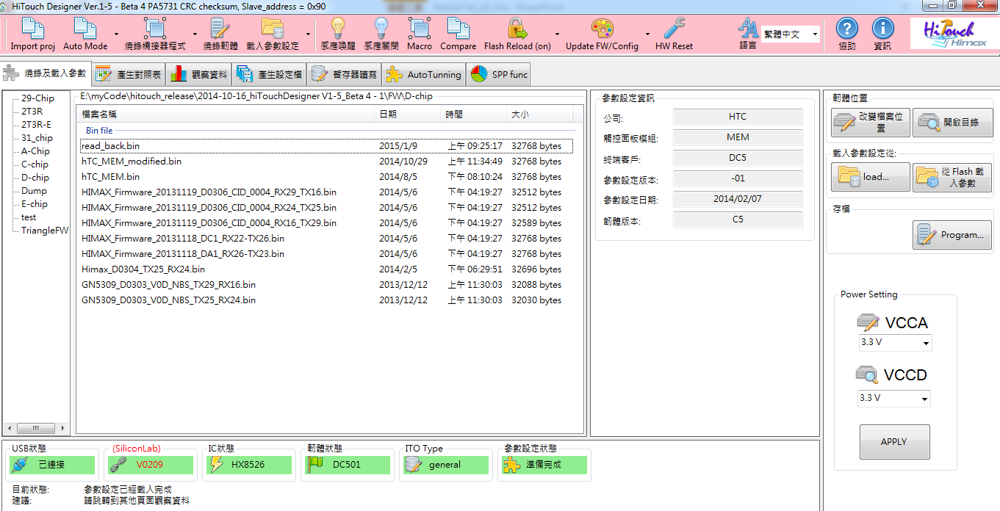 HiTouch Designer Ver.1-5 - Beta 4 PA5731 CRC checksum, Slave_address = 0x90
Import proj Auto Mode 燒錄橋接器程式 燒錄韌體 載入參數設定 感應喚醒 感應關閉 Macro Compare Flash Reload (on) Update FW/Config HW Reset 語言 繁體中文 協助 資訊 HiTouch Himax
燒錄及載入參數 產生對照表 觀察資料 產生設定檔 暫存器讀寫 AutoTunning SPP func
29-Chip
2T3R
2T3R-E
31_chip
A-Chip
C-chip
D-chip
Dump
E-chip
test
TriangleFW
E:\myCode\hitouch_release\2014-10-16_hiTouchDesigner V1-5_Beta 4 - 1\FW\D-chip
檔案名稱 日期 時間 大小
Bin file
read_back.bin 2015/1/9 上午 09:25:17 32768 bytes
hTC_MEM_modified.bin 2014/10/29 上午 11:34:49 32768 bytes
hTC_MEM.bin 2014/8/5 下午 08:10:24 32768 bytes
HIMAX_Firmware_20131119_D0306_CID_0004_RX29_TX16.bin 2014/5/6 下午 04:19:27 32512 bytes
HIMAX_Firmware_20131119_D0306_CID_0004_RX24_TX25.bin 2014/5/6 下午 04:19:27 32512 bytes
HIMAX_Firmware_20131119_D0306_CID_0004_RX16_TX29.bin 2014/5/6 下午 04:19:27 32589 bytes
HIMAX_Firmware_20131118_DC1_RX22-TX26.bin 2014/5/6 下午 04:19:27 32768 bytes
HIMAX_Firmware_20131118_DA1_RX26-TX23.bin 2014/5/6 下午 04:19:27 32768 bytes
Himax_D0304_TX25_RX24.bin 2014/2/5 下午 06:29:51 32696 bytes
GN5309_D0303_V0D_NBS_TX29_RX16.bin 2013/12/12 上午 11:30:03 32088 bytes
GN5309_D0303_V0D_NBS_TX25_RX24.bin 2013/12/12 上午 11:30:03 32030 bytes
參數設定資訊
公司: HTC
觸控面板模組: MEM
終端客戶: DC5
參數設定版本: -01
參數設定日期: 2014/02/07
韌體版本: C5
韌體位置
改變檔案位
置
開啟目錄
載入參數設定從:
load...
從 Flash 載
入參數
存檔
Program...
Power Setting
VCCA
3.3 V
VCCD
3.3 V
APPLY
USB狀態 (SiliconLab) IC狀態 韌體狀態 ITO Type 參數設定狀態
已連接 V0209 HX8526 DC501 general 準備完成
目前狀態: 參數設定已經載入完成
建議: 請跳轉到其他頁面觀察資料